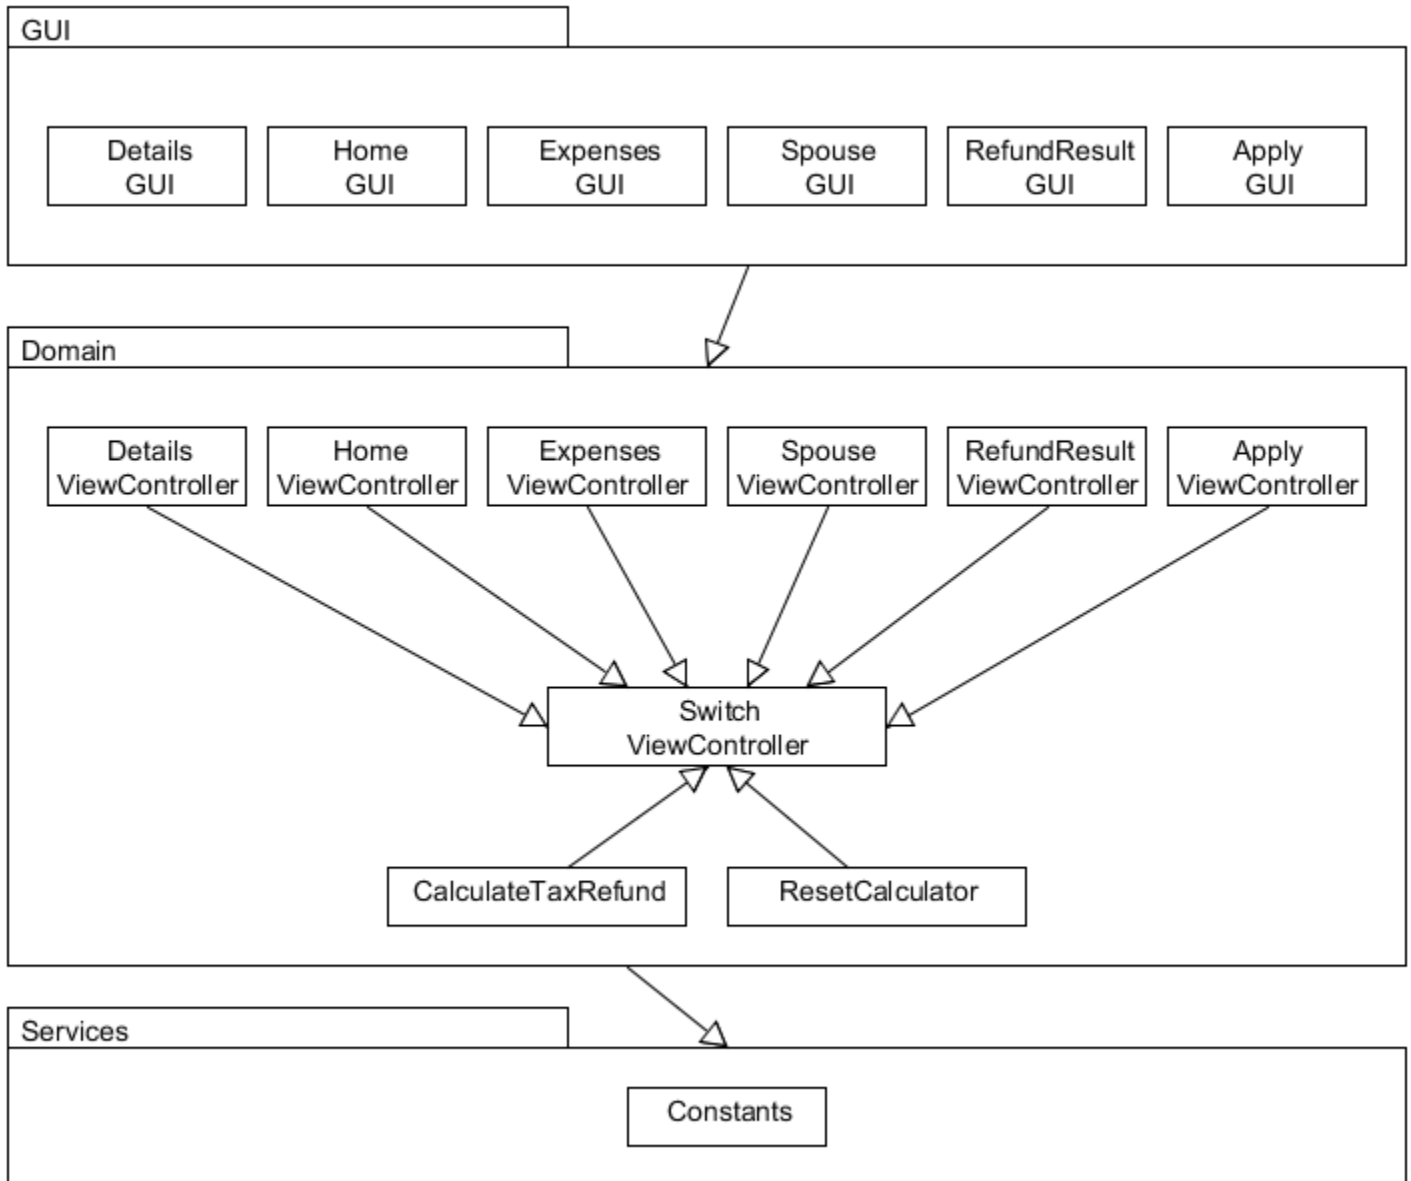 GUI
Details
GUI
Home
GUI
Expenses
GUI
Spouse
GUI
RefundResult
GUI
Apply
GUI
Domain
Details
ViewController
Home
ViewController
Expenses
ViewController
Spouse
ViewController
RefundResult
ViewController
Apply
ViewController
Switch
ViewController
CalculateTaxRefund
ResetCalculator
Services
Constants